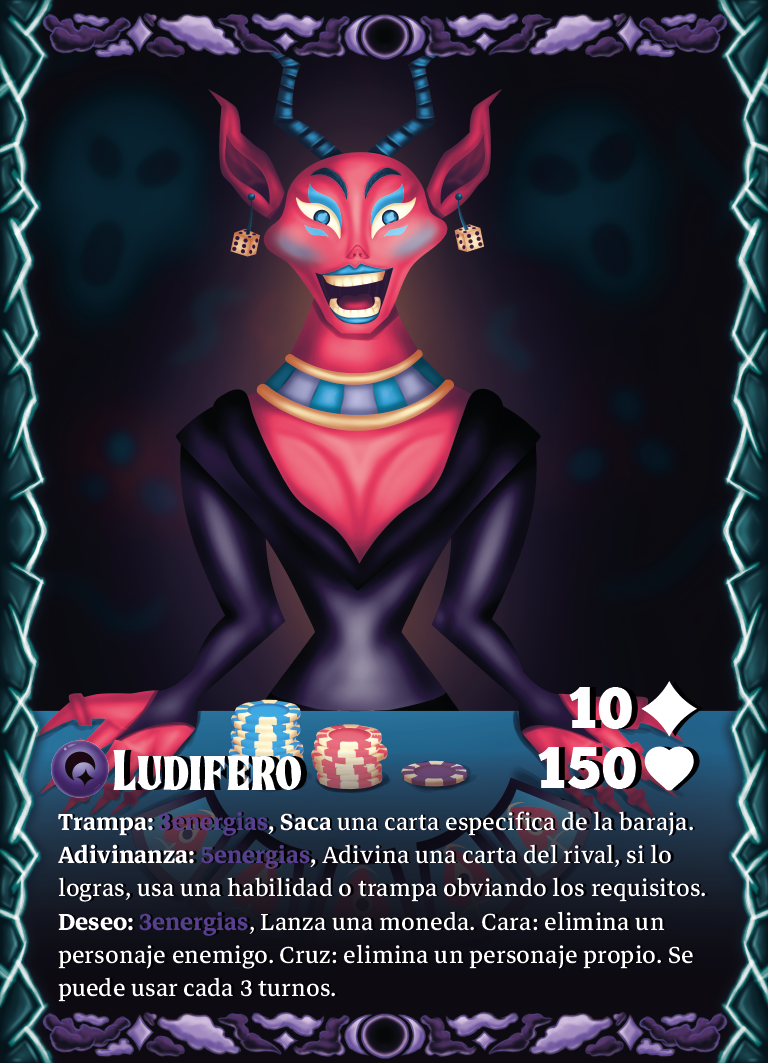 10
LUDIFERO
150
Trampa: 3energias, Saca una carta especifica de la baraja.
Adivinanza: 5energias, Adivina una carta del rival, si lo
logras, usa una habilidad o trampa obviando los requisitos.
Deseo: 3energias, Lanza una moneda. Cara: elimina un
personaje enemigo. Cruz: elimina un personaje propio. Se
puede usar cada 3 turnos.